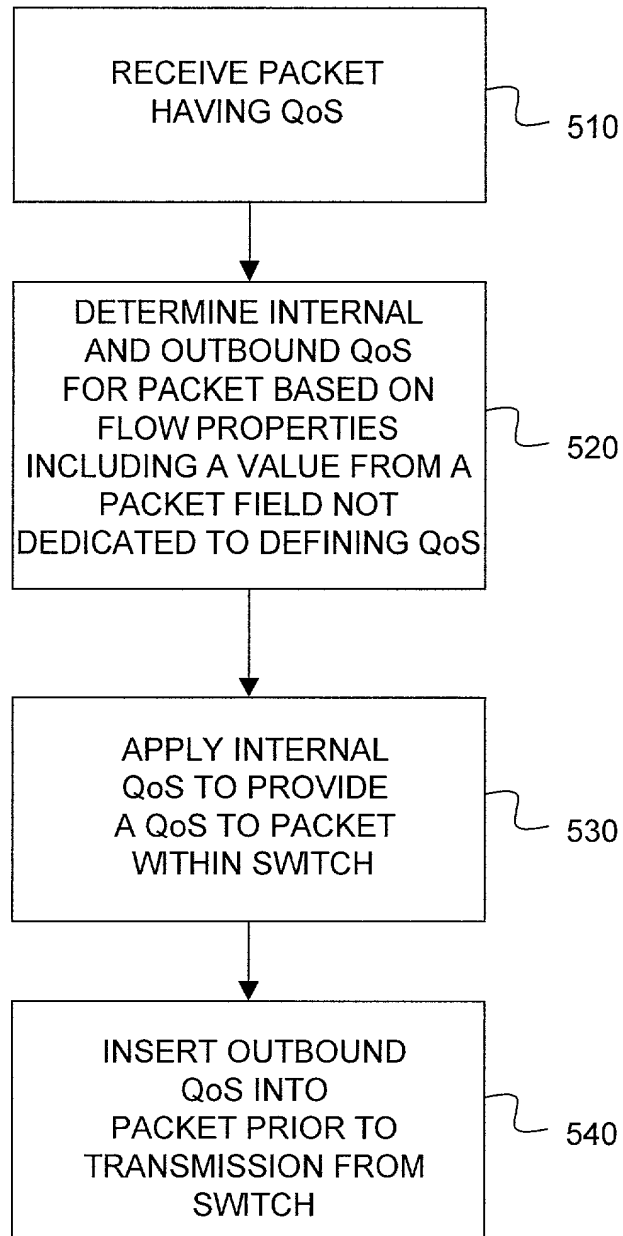 RECEIVE PACKET
HAVING QoS
510
DETERMINE INTERNAL
AND OUTBOUND QoS
FOR PACKET BASED ON
FLOW PROPERTIES
INCLUDING A VALUE FROM A
PACKET FIELD NOT
DEDICATED TO DEFINING QoS
520
APPLY INTERNAL
QoS TO PROVIDE
A QoS TO PACKET
WITHIN SWITCH
530
INSERT OUTBOUND
QoS INTO
PACKET PRIOR TO
TRANSMISSION FROM
SWITCH
540